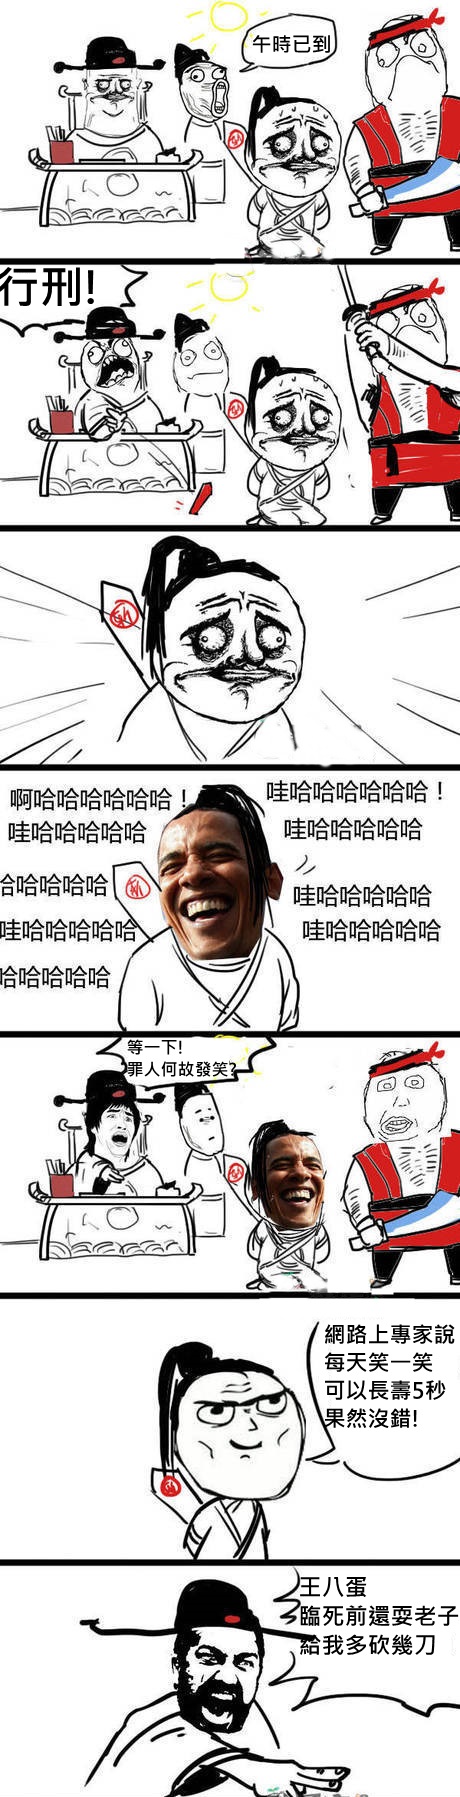 午時已到
行刑!
啊哈哈哈哈哈哈！
哇哈哈哈哈哈哈！
哇哈哈哈哈哈
哇哈哈哈哈哈
哈哈哈哈哈
哇哈哈哈哈哈
哇哈哈哈哈哈
哇哈哈哈哈哈
哈哈哈哈哈
等一下!
罪人何故發笑?
網路上專家說
每天笑一笑
可以長壽5秒
果然沒錯!
王八蛋
臨死前還耍老子
給我多砍幾刀